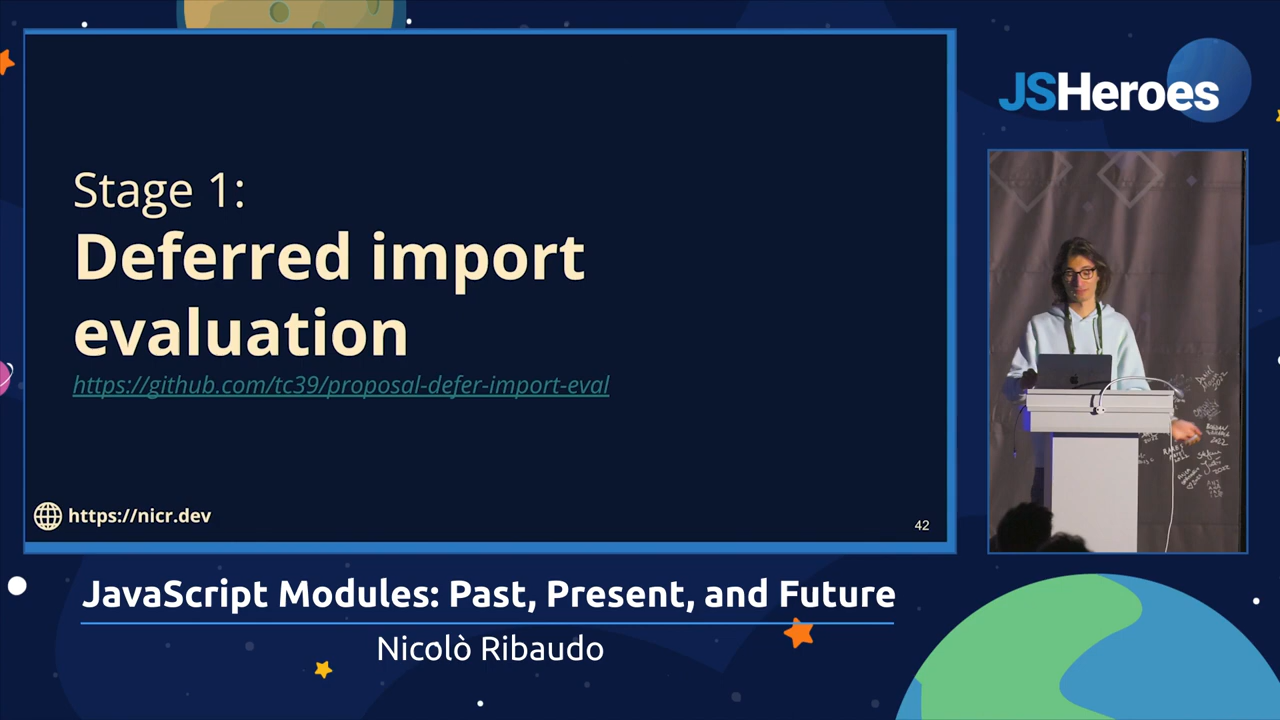 Stage 1:
Deferred import
evaluation
https://github.com/tc39/proposal-defer-import-eval
https://nicr.dev
42
JSHeroes
JavaScript Modules: Past, Present, and Future
Nicolò Ribaudo